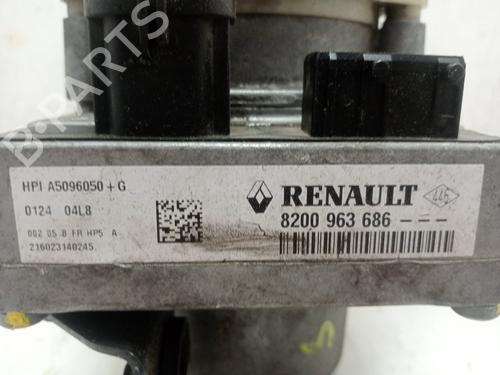 HPI A5096050+G
0124 04L8
002 05.8 FR HP5 A
216023140245.
RENAULT
8200 963 686 ---
B-PARTS